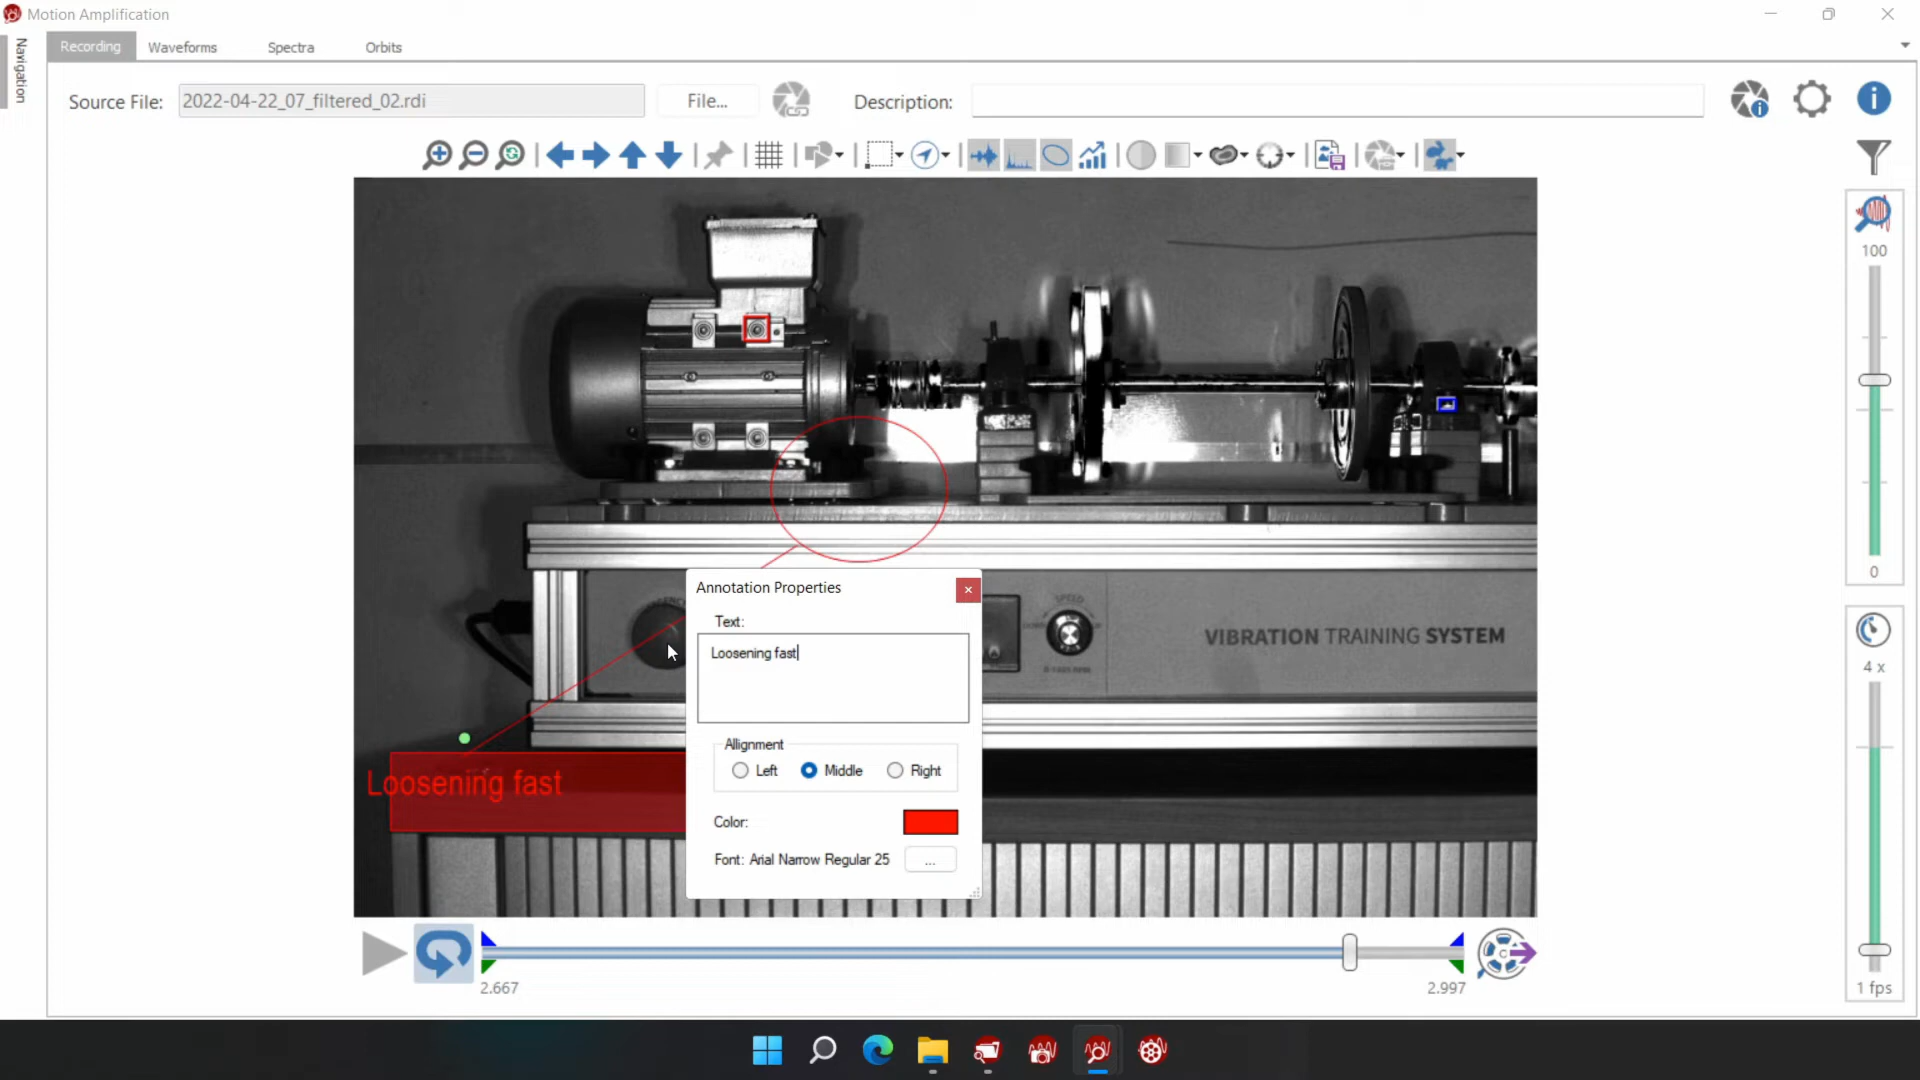 Motion Amplification
Navigation
Recording Waveforms Spectra Orbits
Source File: 2022-04-22_07_filtered_02.rdi File... Description:
100
0
4 x
1 fps
SPEED
VIBRATION TRAINING SYSTEM
Loosening fast
Annotation Properties
Text:
Loosening fast
Allignment
Left Middle Right
Color:
Font: Arial Narrow Regular 25 ...
2.667 2.997